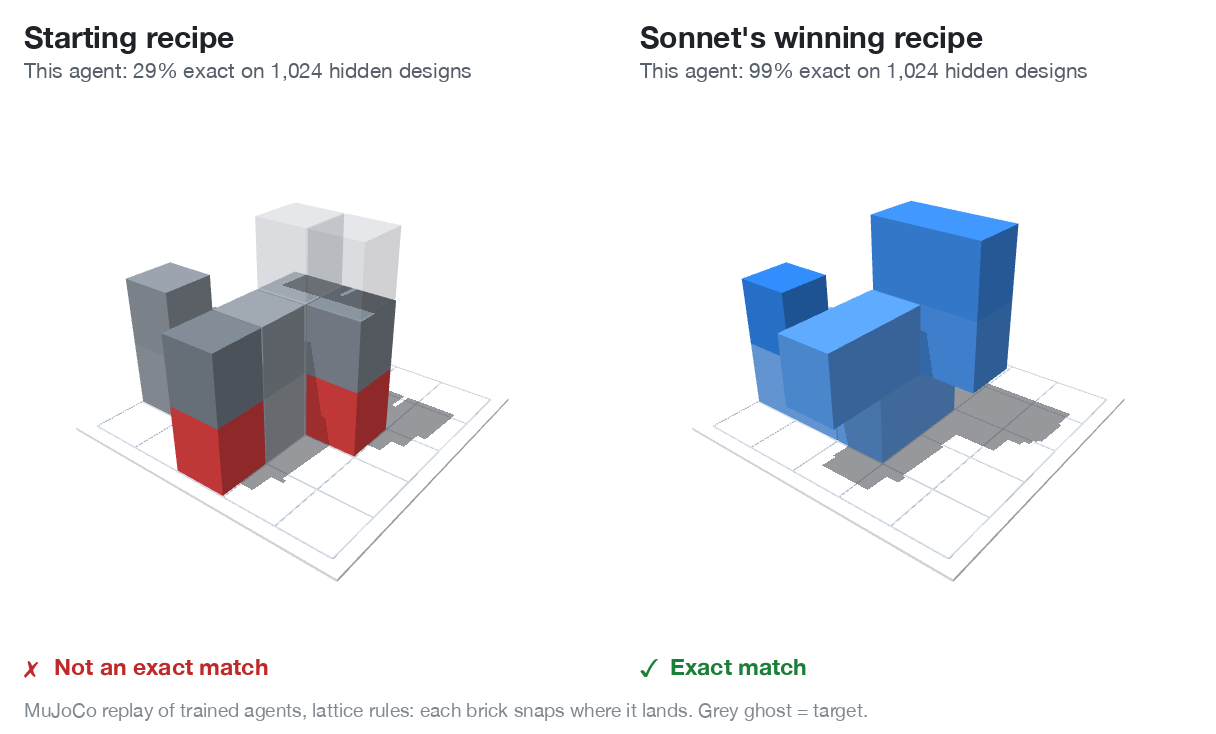 Starting recipe
This agent: 29% exact on 1,024 hidden designs
Sonnet's winning recipe
This agent: 99% exact on 1,024 hidden designs
✗ Not an exact match
✓ Exact match
MuJoCo replay of trained agents, lattice rules: each brick snaps where it lands. Grey ghost = target.